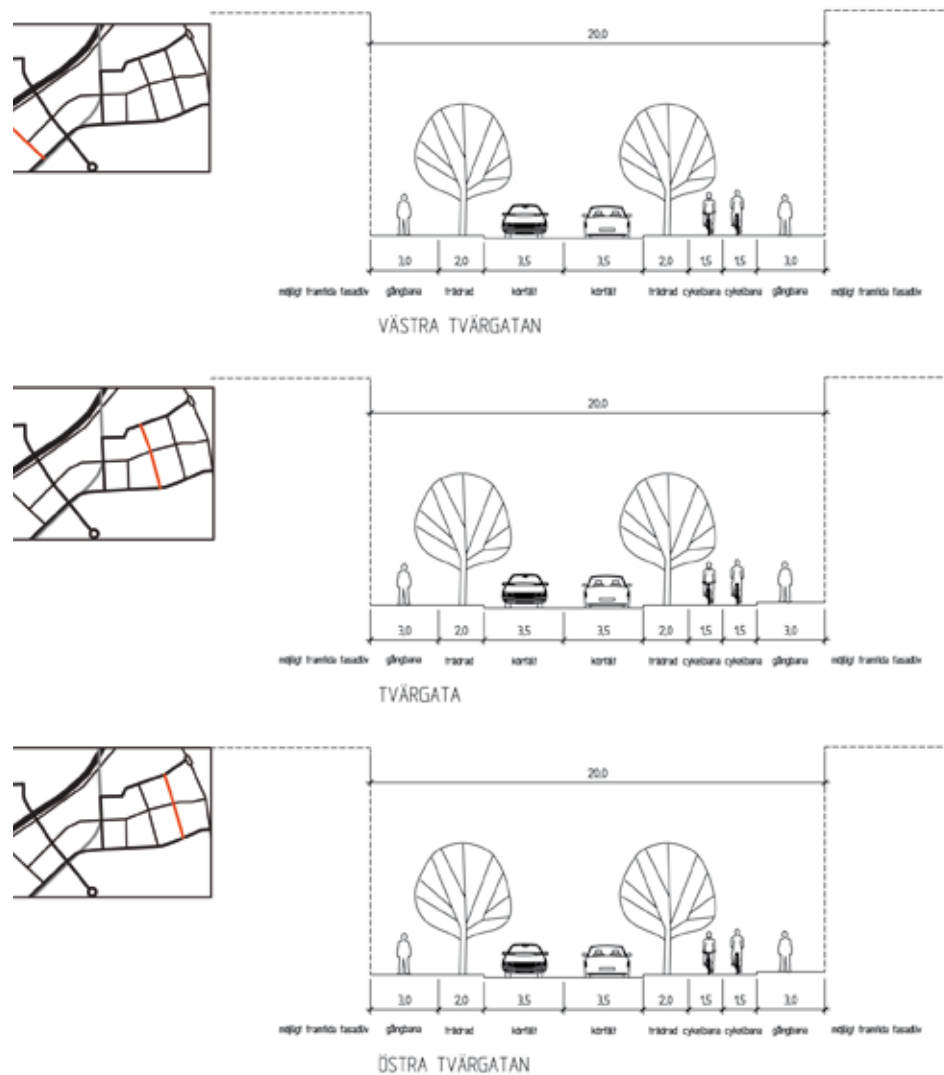 20,0
3,0 2,0 3,5 3,5 2,0 1,5 1,5 3,0
möjligt framtida fasadliv gångbana trädrad körfält körfält trädrad cykelbana cykelbana gångbana möjligt framtida fasadliv
VÄSTRA TVÄRGATAN
20,0
3,0 2,0 3,5 3,5 2,0 1,5 1,5 3,0
möjligt framtida fasadliv gångbana trädrad körfält körfält trädrad cykelbana cykelbana gångbana möjligt framtida fasadliv
TVÄRGATA
20,0
3,0 2,0 3,5 3,5 2,0 1,5 1,5 3,0
möjligt framtida fasadliv gångbana trädrad körfält körfält trädrad cykelbana cykelbana gångbana möjligt framtida fasadliv
ÖSTRA TVÄRGATAN